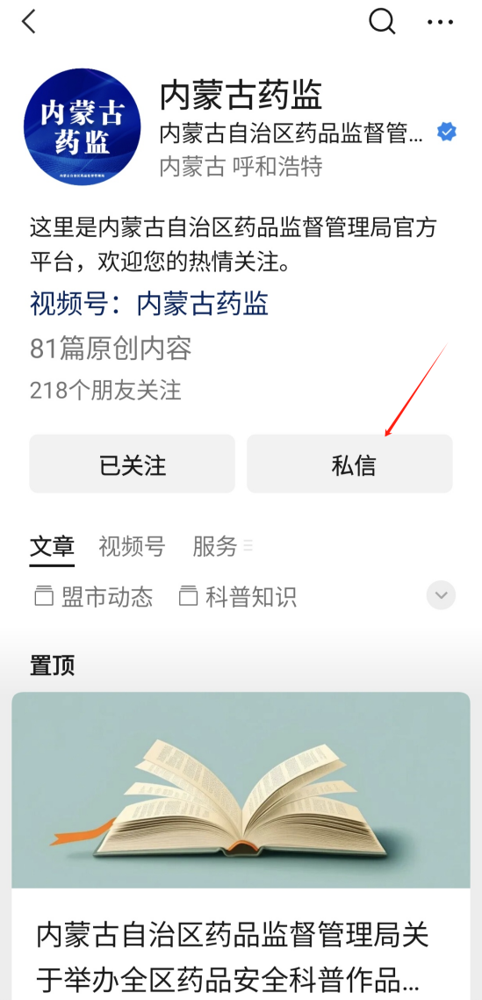 内蒙古
药监
内蒙古药监
内蒙古自治区药品监督管...
内蒙古 呼和浩特
这里是内蒙古自治区药品监督管理局官方
平台，欢迎您的热情关注。
视频号：内蒙古药监
81篇原创内容
218个朋友关注
已关注
私信
文章 视频号 服务
盟市动态 科普知识
置顶
内蒙古自治区药品监督管理局关
于举办全区药品安全科普作品...